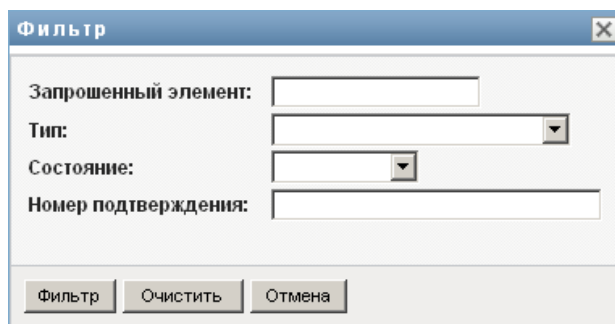 Фильтр
Запрошенный элемент:
Тип:
Состояние:
Номер подтверждения:
Фильтр Очистить Отмена